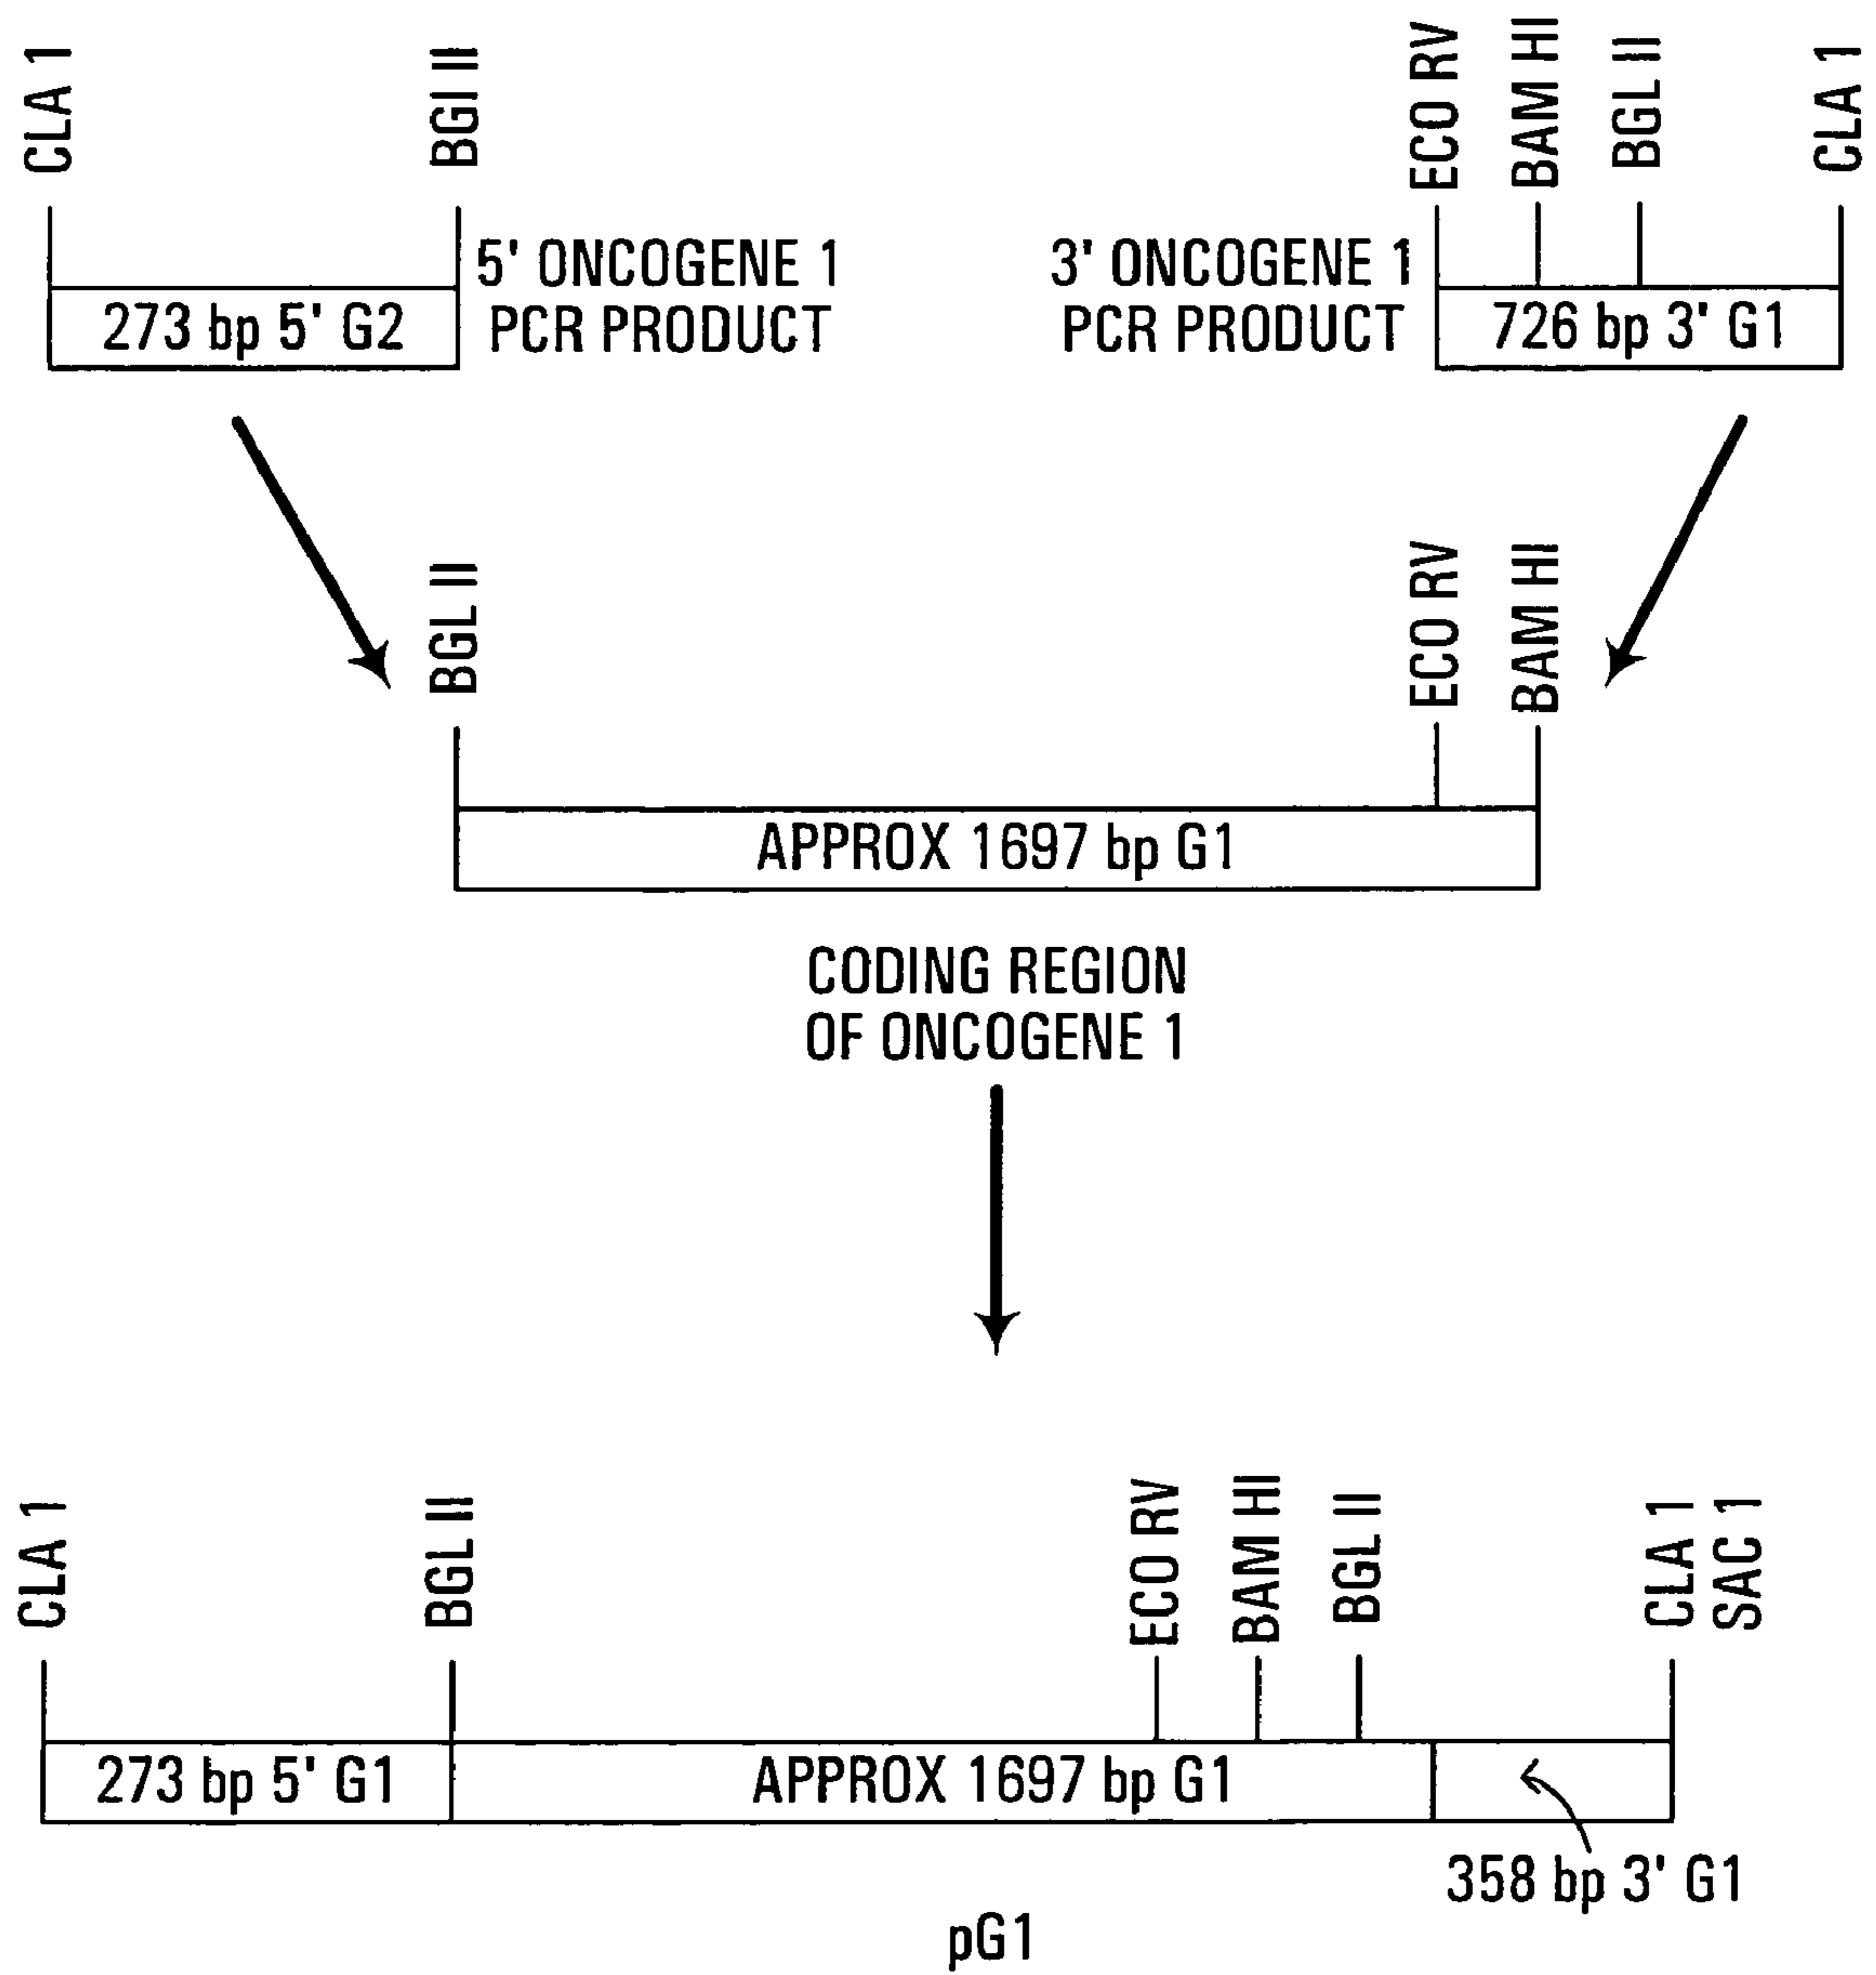 CLA 1
BGI II
ECO RV
BAM HI
BGL II
CLA 1
5' ONCOGENE 1
PCR PRODUCT
3' ONCOGENE 1
PCR PRODUCT
273 bp 5' G2
726 bp 3' G1
BGL II
ECO RV
BAM HI
APPROX 1697 bp G1
CODING REGION
OF ONCOGENE 1
CLA 1
BGL II
ECO RV
BAM HI
BGL II
CLA 1
SAC 1
273 bp 5' G1
APPROX 1697 bp G1
358 bp 3' G1
pG1